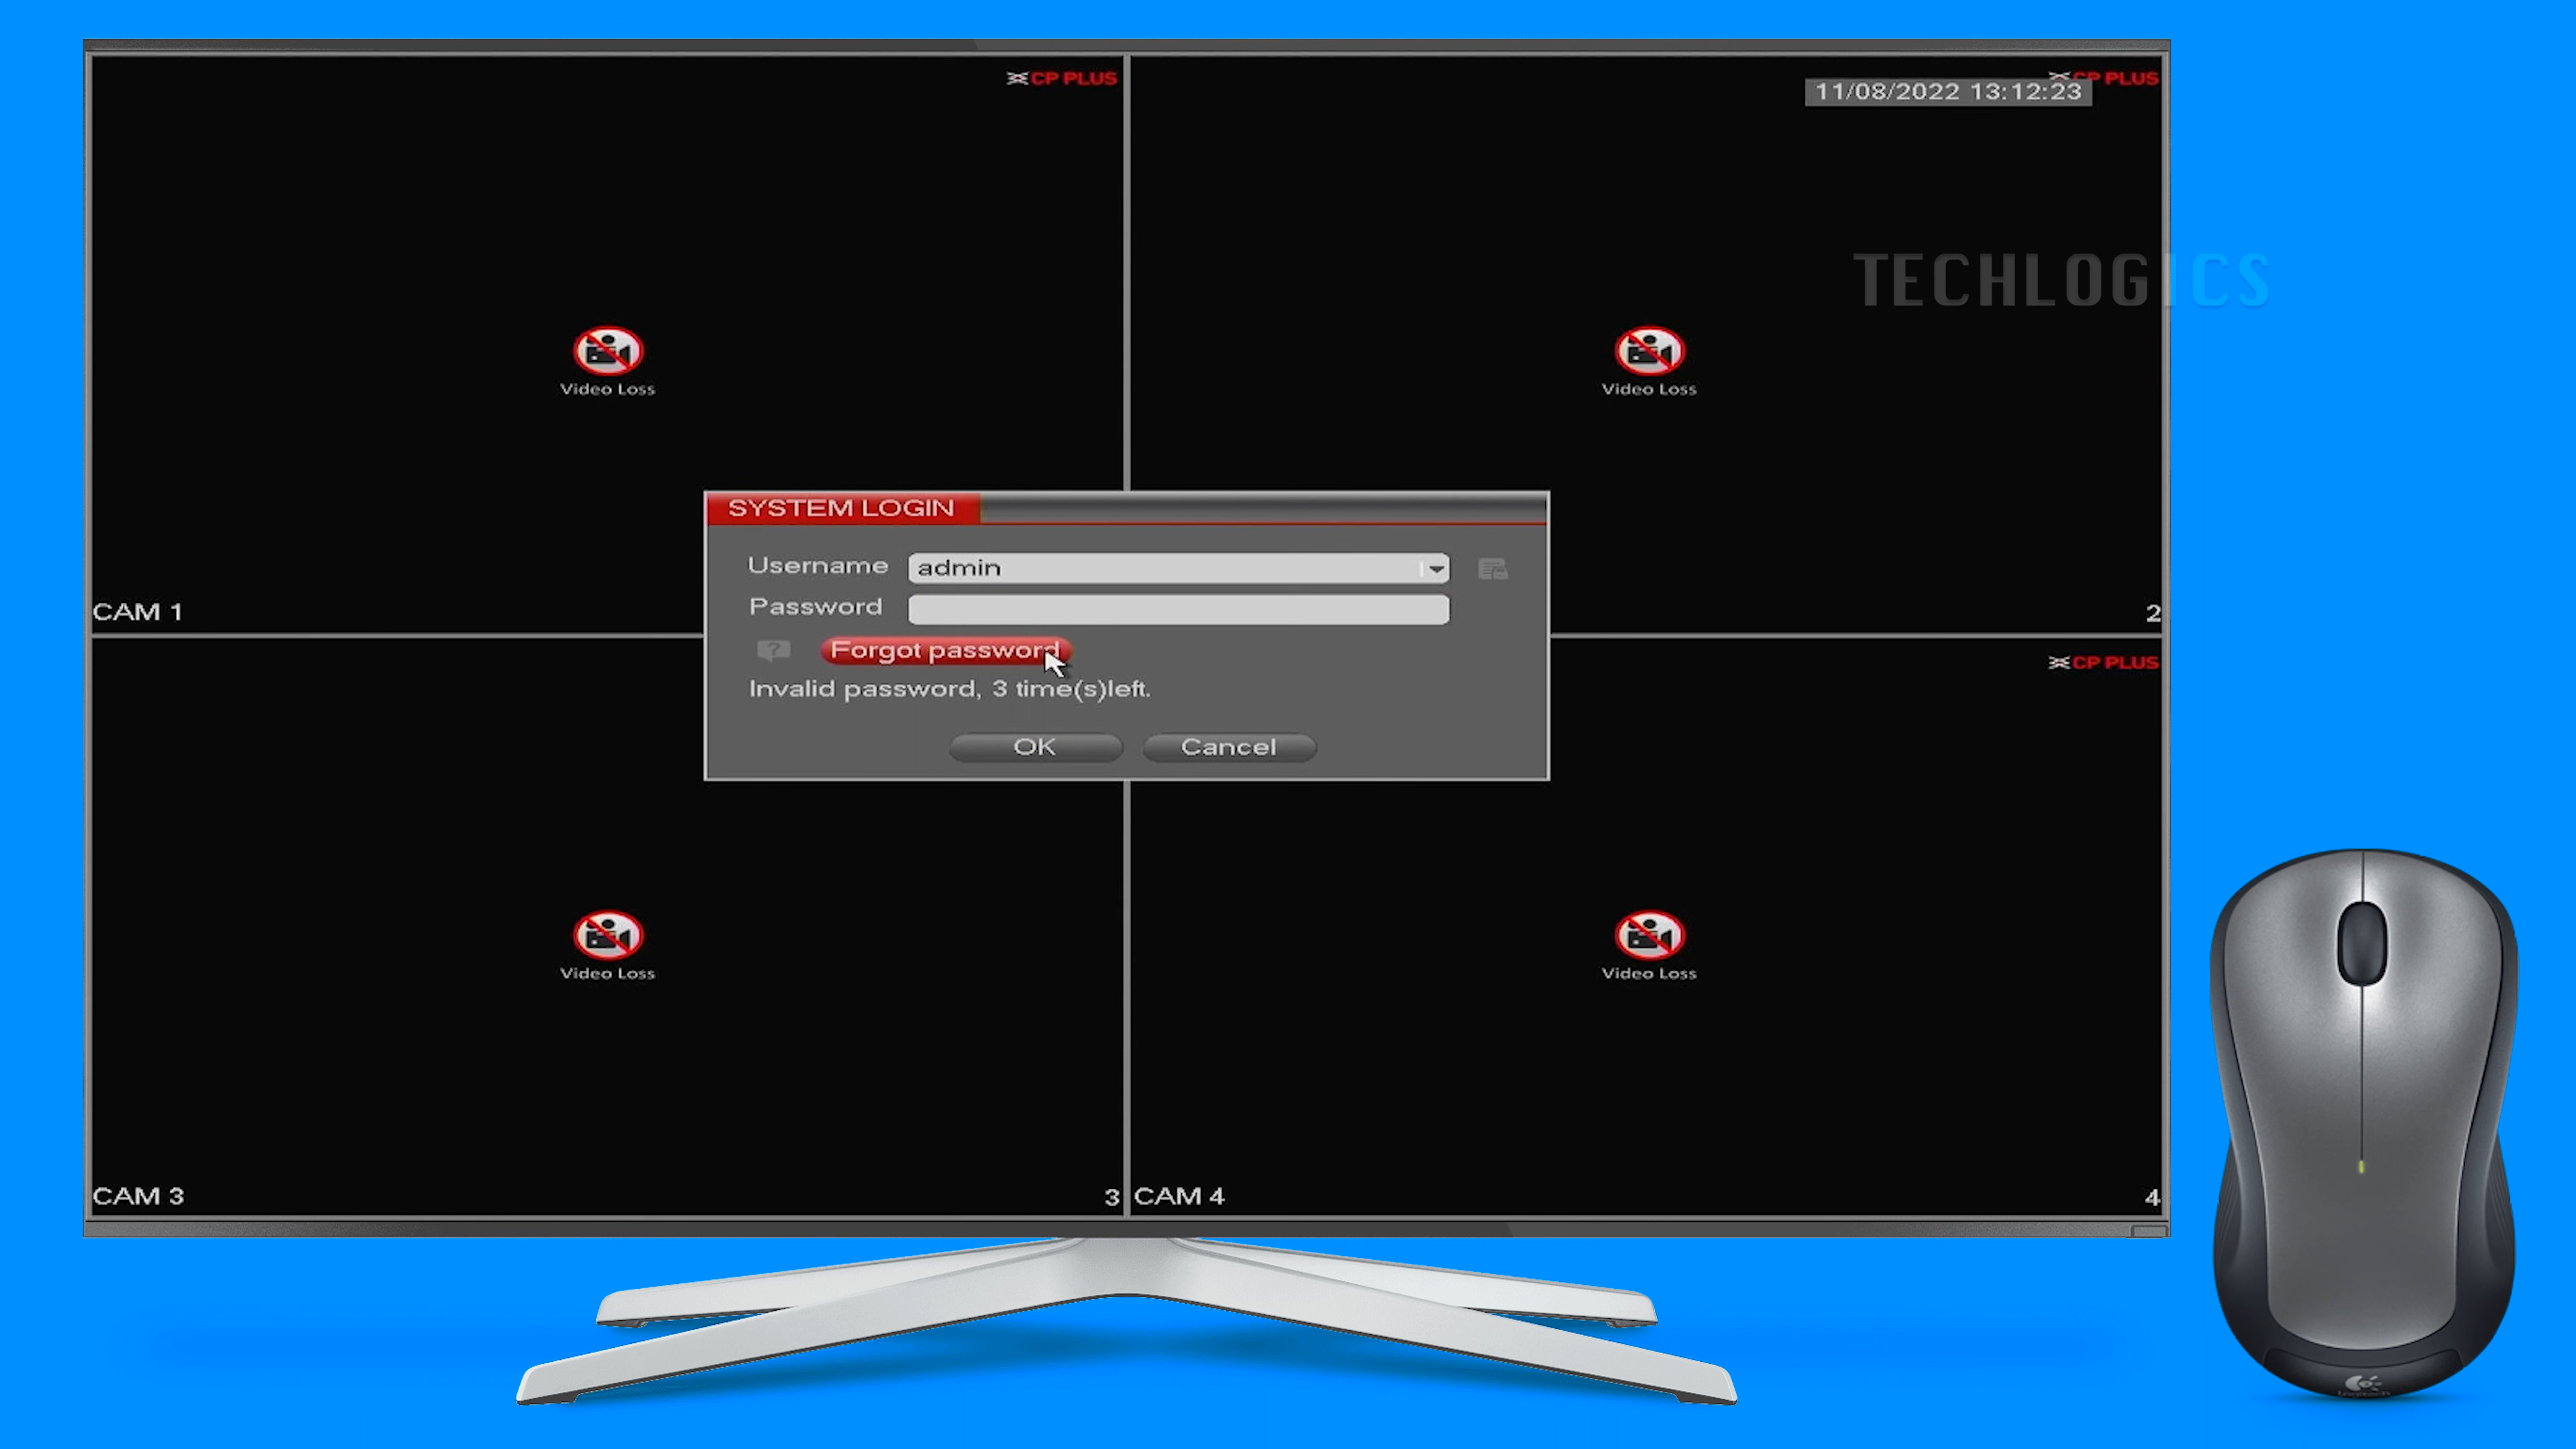 CP PLUS
CP PLUS
11/08/2022 13:12:23
TECHLOGICS
Video Loss
Video Loss
SYSTEM LOGIN
Username admin
Password
CAM 1
2
? Forgot password
CP PLUS
Invalid password, 3 time(s)left.
OK Cancel
Video Loss
Video Loss
CAM 3
3
CAM 4
4
Logitech